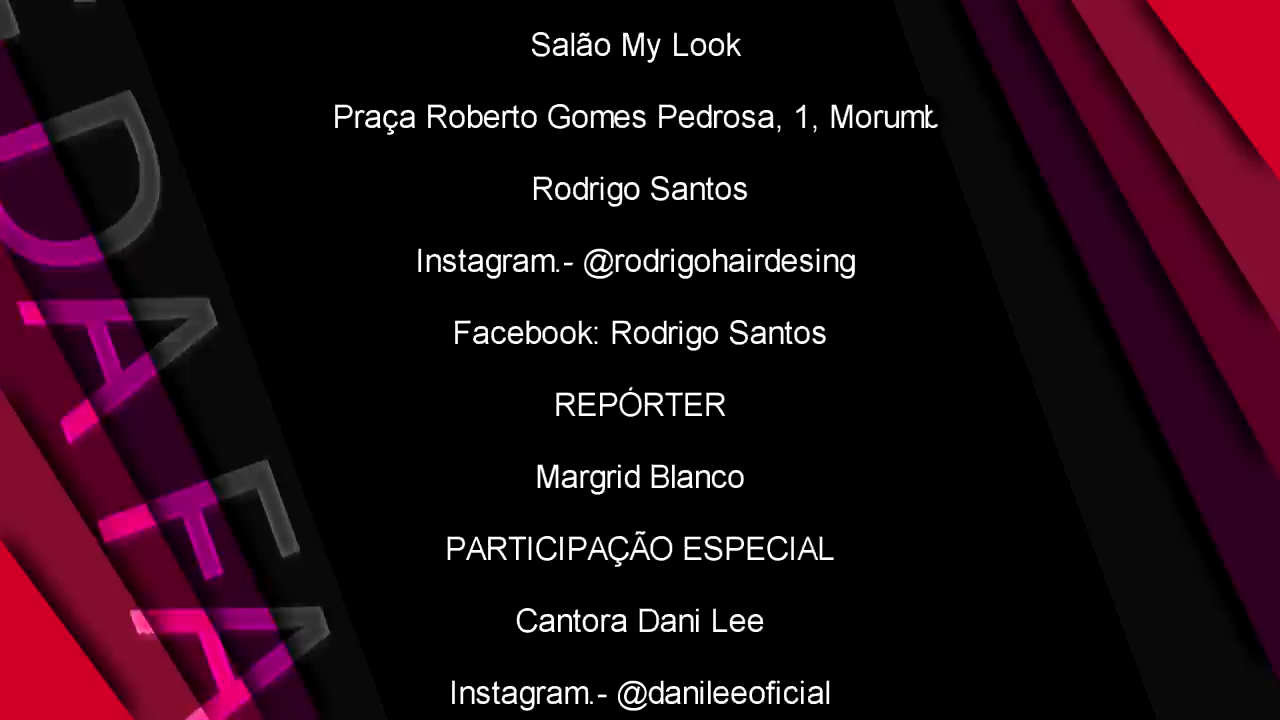 Salão My Look
Praça Roberto Gomes Pedrosa, 1,
Rodrigo Santos
Instagram.- @rodrigohairdesing
Facebook: Rodrigo Santos
REPÓRTER
Margrid Blanco
PARTICIPAÇÃO ESPECIAL
Cantora Dani Lee
Instagram.- @danileeoficial